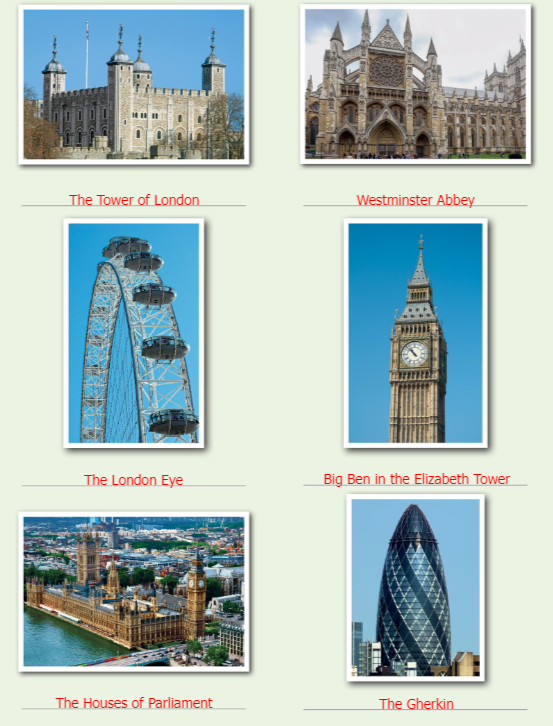 The Tower of London
Westminster Abbey
The London Eye
Big Ben in the Elizabeth Tower
The Houses of Parliament
The Gherkin